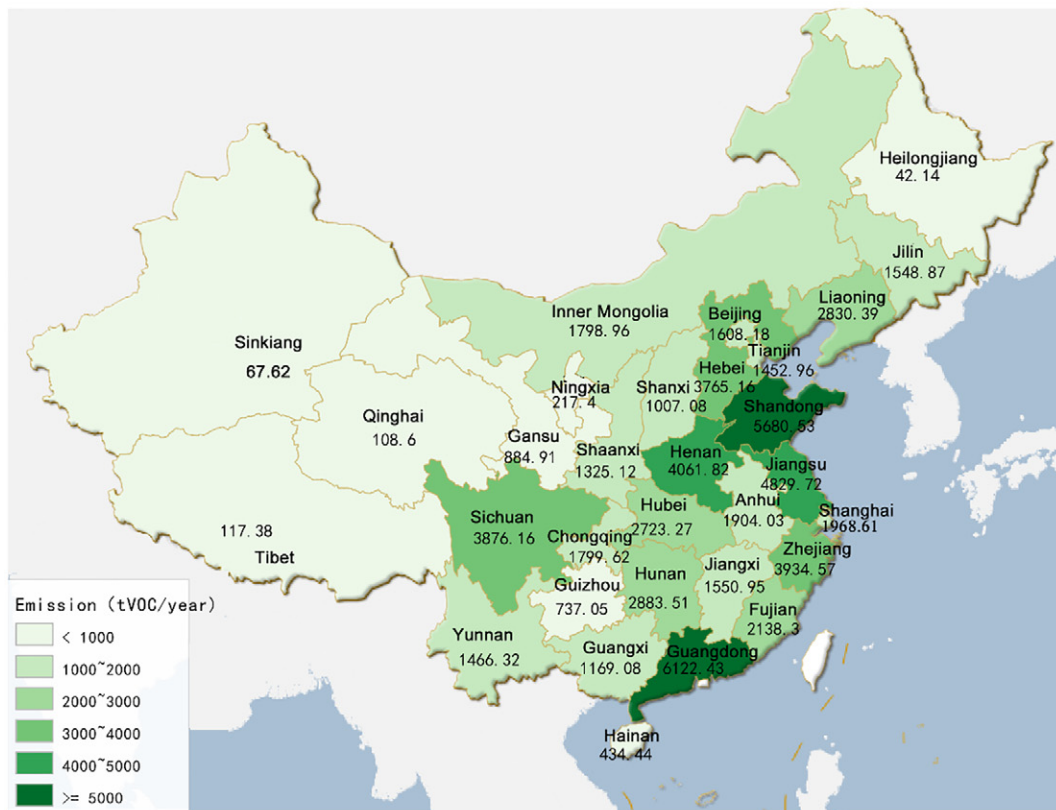 Heilongjiang
42. 14
Jilin
1548. 87
Liaoning
2830. 39
Inner Mongolia
1798. 96
Beijing
1608. 18
Tianjin
1452. 96
Hebei
3765. 16
Sinkiang
67.62
Ningxia
217. 4
Shanxi
1007. 08
Shandong
5680. 53
Qinghai
108. 6
Gansu
884. 91
Shaanxi
1325. 12
Henan
4061. 82
Jiangsu
4829. 72
Anhui
1904. 03
Shanghai
1968.61
Hubei
2723. 27
Sichuan
3876. 16
Chongqing
1799. 62
117. 38
Tibet
Zhejiang
3934. 57
Jiangxi
1550. 95
Hunan
2883. 51
Guizhou
737. 05
Fujian
2138. 3
Yunnan
1466. 32
Guangxi
1169. 08
Guangdong
6122. 43
Hainan
434. 44
Emission (tVOC/year)
< 1000
1000~2000
2000~3000
3000~4000
4000~5000
>= 5000